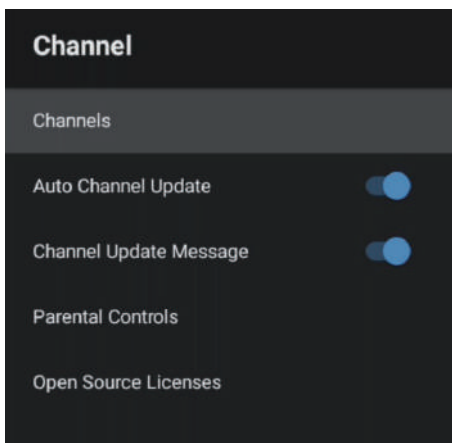 Channel
Channels
Auto Channel Update
Channel Update Message
Parental Controls
Open Source Licenses